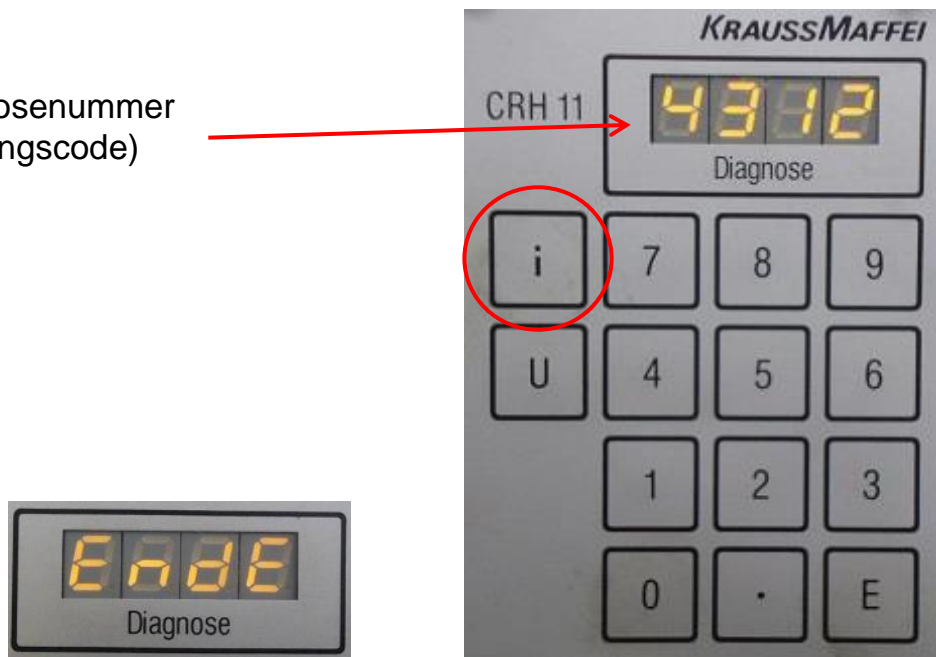 KRAUSSMAFFEI
osenummer
ngscode)
CRH 11
4312
Diagnose
i 7 8 9
U 4 5 6
1 2 3
0 . E
EndE
Diagnose